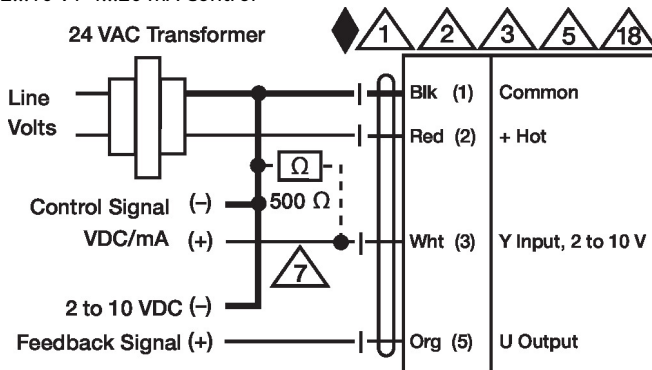 24 VAC Transformer
1 2 3 5 18
Line
Volts
Blk (1) Common
Red (2) + Hot
Ω
500 Ω
Control Signal (–)
VDC/mA (+)
Wht (3) Y Input, 2 to 10 V
7
2 to 10 VDC (–)
Feedback Signal (+)
Org (5) U Output